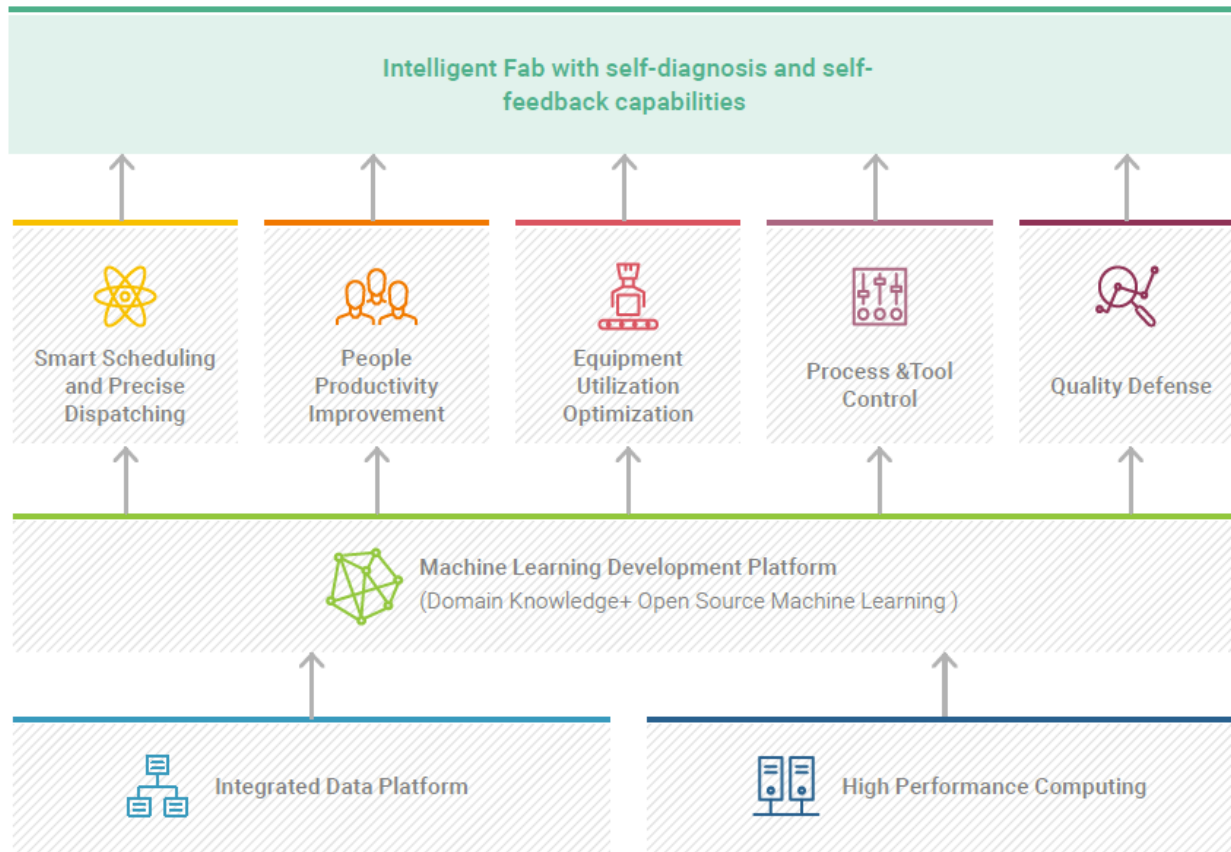 Intelligent Fab with self-diagnosis and self-
feedback capabilities
Smart Scheduling
and Precise
Dispatching
People
Productivity
Improvement
Equipment
Utilization
Optimization
Process &Tool
Control
Quality Defense
Machine Learning Development Platform
(Domain Knowledge+ Open Source Machine Learning )
Integrated Data Platform
High Performance Computing